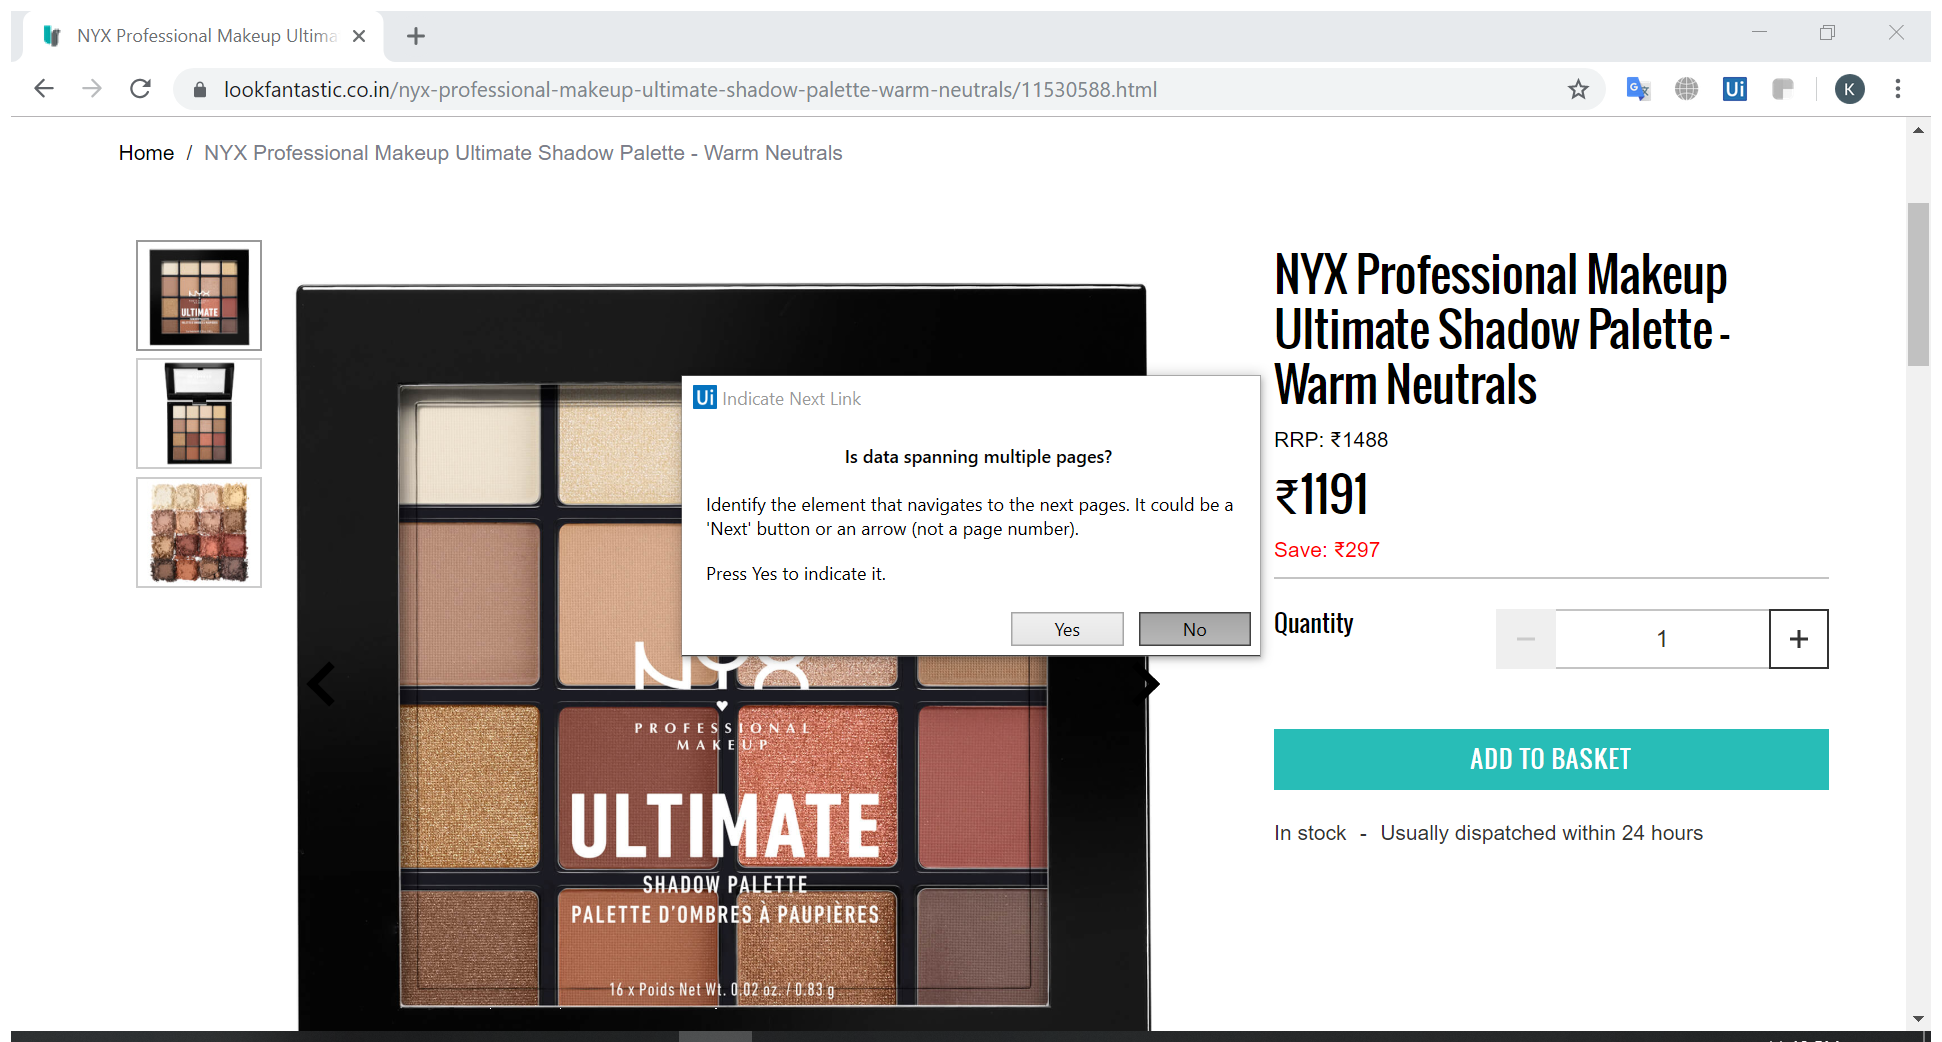 NYX Professional Makeup Ultima
lookfantastic.co.in/nyx-professional-makeup-ultimate-shadow-palette-warm-neutrals/11530588.html
Ui
K
Home / NYX Professional Makeup Ultimate Shadow Palette - Warm Neutrals
NYX
ULTIMATE
NYX Professional Makeup
Ultimate Shadow Palette -
Warm Neutrals
RRP: ₹1488
₹1191
Save: ₹297
Quantity
− 1 +
ADD TO BASKET
In stock - Usually dispatched within 24 hours
Ui Indicate Next Link
Is data spanning multiple pages?
Identify the element that navigates to the next pages. It could be a
'Next' button or an arrow (not a page number).
Press Yes to indicate it.
Yes No
NYX
PROFESSIONAL
MAKEUP
ULTIMATE
SHADOW PALETTE
PALETTE D'OMBRES À PAUPIÈRES
16 x Poids Net Wt. 0.02 oz. / 0.83 g